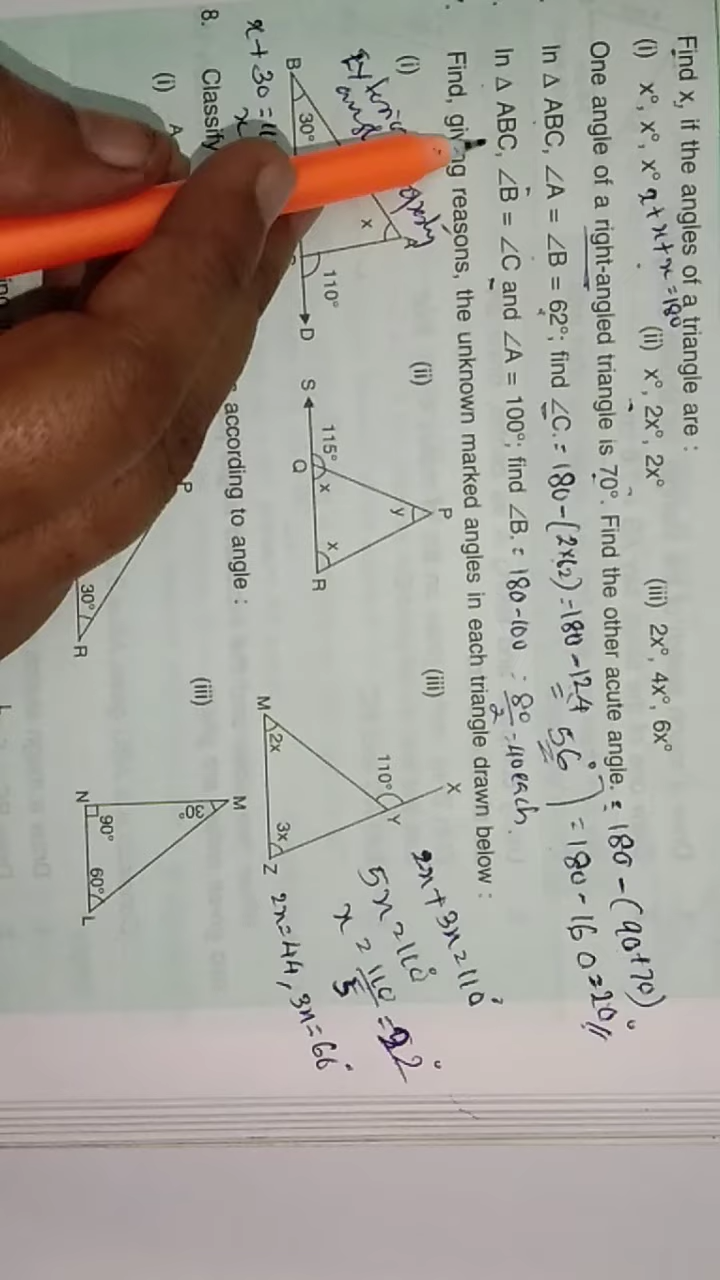 Find x, if the angles of a triangle are :
(i) x°, x°, x° x+x+x=180 (ii) x°, 2x°, 2x° (iii) 2x°, 4x°, 6x°
One angle of a right-angled triangle is 70°. Find the other acute angle. = 180-(90+70)°
= 180-160=20//
In Δ ABC, ∠A = ∠B = 62°; find ∠C. = 180-(2×62)=180-124
= 56°
In Δ ABC, ∠B = ∠C and ∠A = 100°; find ∠B. = 180-100 = 80/2 = 40 each.
Find, giving reasons, the unknown marked angles in each triangle drawn below :
(i) (ii) (iii)
A x B 30° 110° D
P y S 115° Q x x R
X 110° Y M 2x 3x Z
2x+3x=110°
5x=110°
x=110/5=22°
2x=44, 3x=66°
x+30=11
x
8. Classify according to angle :
(i) (iii)
A
P 30° R
M 30° N 90° 60° L